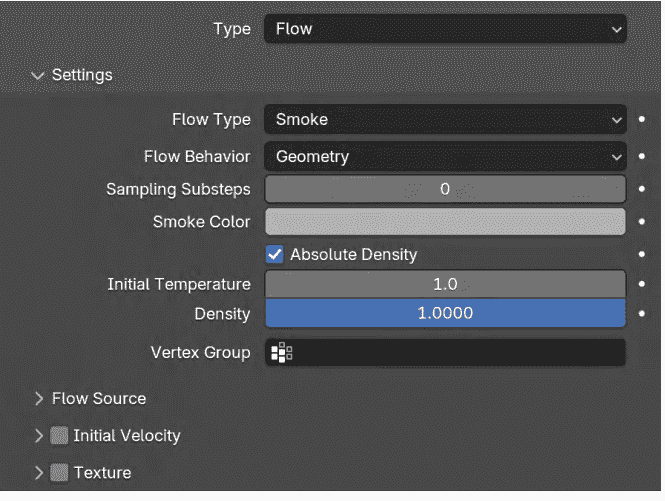 Type Flow
Settings
Flow Type Smoke
Flow Behavior Geometry
Sampling Substeps 0
Smoke Color
Absolute Density
Initial Temperature 1.0
Density 1.0000
Vertex Group
Flow Source
Initial Velocity
Texture